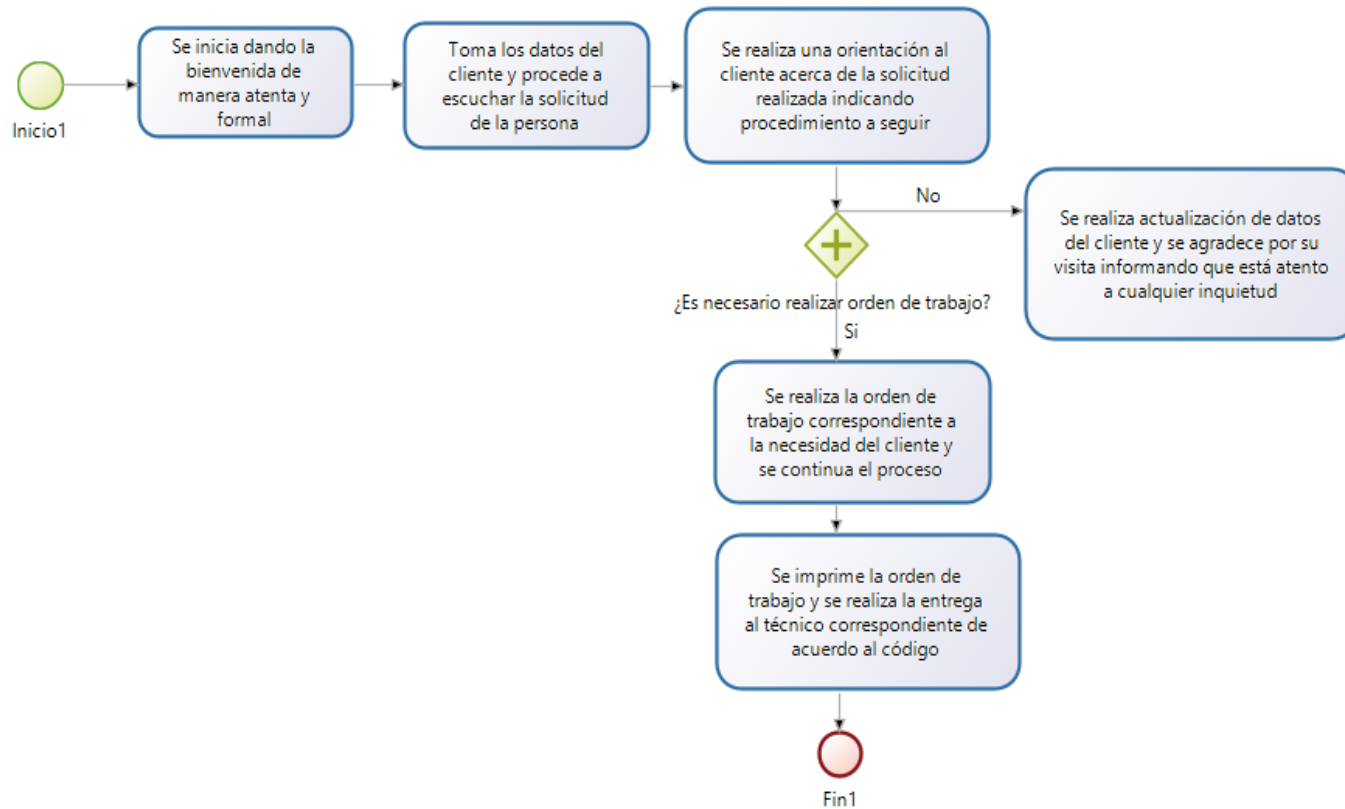 Inicio1
Se inicia dando la
bienvenida de
manera atenta y
formal
Toma los datos del
cliente y procede a
escuchar la solicitud
de la persona
Se realiza una orientación al
cliente acerca de la solicitud
realizada indicando
procedimiento a seguir
No
Se realiza actualización de datos
del cliente y se agradece por su
visita informando que está atento
a cualquier inquietud
¿Es necesario realizar orden de trabajo?
Si
Se realiza la orden de
trabajo correspondiente a
la necesidad del cliente y
se continua el proceso
Se imprime la orden de
trabajo y se realiza la entrega
al técnico correspondiente de
acuerdo al código
Fin1